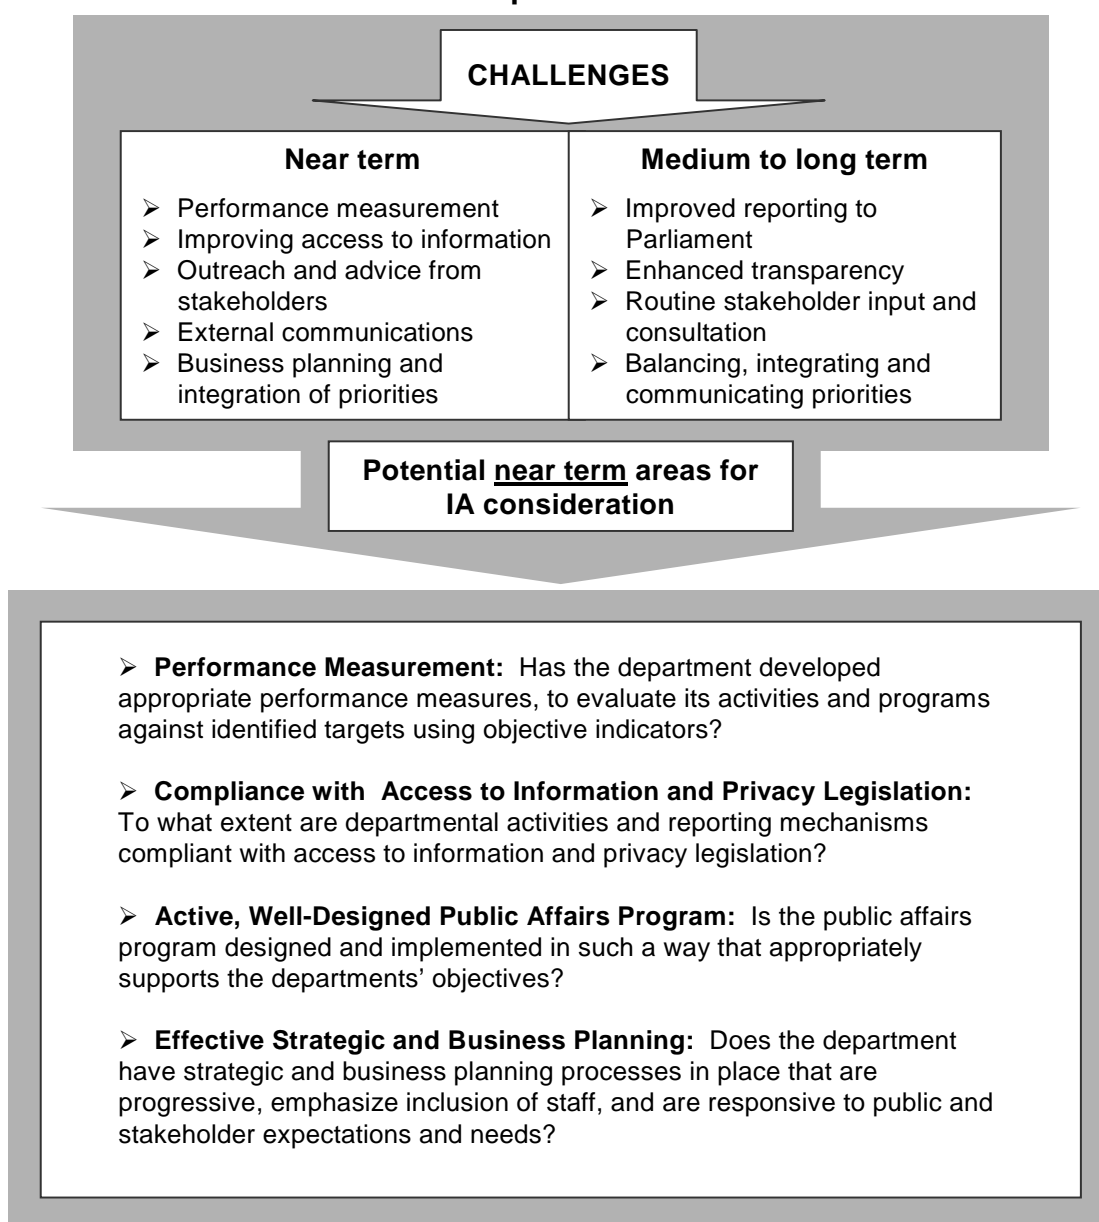 CHALLENGES
Near term
➢ Performance measurement
➢ Improving access to information
➢ Outreach and advice from
stakeholders
➢ External communications
➢ Business planning and
integration of priorities
Medium to long term
➢ Improved reporting to
Parliament
➢ Enhanced transparency
➢ Routine stakeholder input and
consultation
➢ Balancing, integrating and
communicating priorities
Potential near term areas for
IA consideration
➢ Performance Measurement: Has the department developed
appropriate performance measures, to evaluate its activities and programs
against identified targets using objective indicators?
➢ Compliance with Access to Information and Privacy Legislation:
To what extent are departmental activities and reporting mechanisms
compliant with access to information and privacy legislation?
➢ Active, Well-Designed Public Affairs Program: Is the public affairs
program designed and implemented in such a way that appropriately
supports the departments’ objectives?
➢ Effective Strategic and Business Planning: Does the department
have strategic and business planning processes in place that are
progressive, emphasize inclusion of staff, and are responsive to public and
stakeholder expectations and needs?